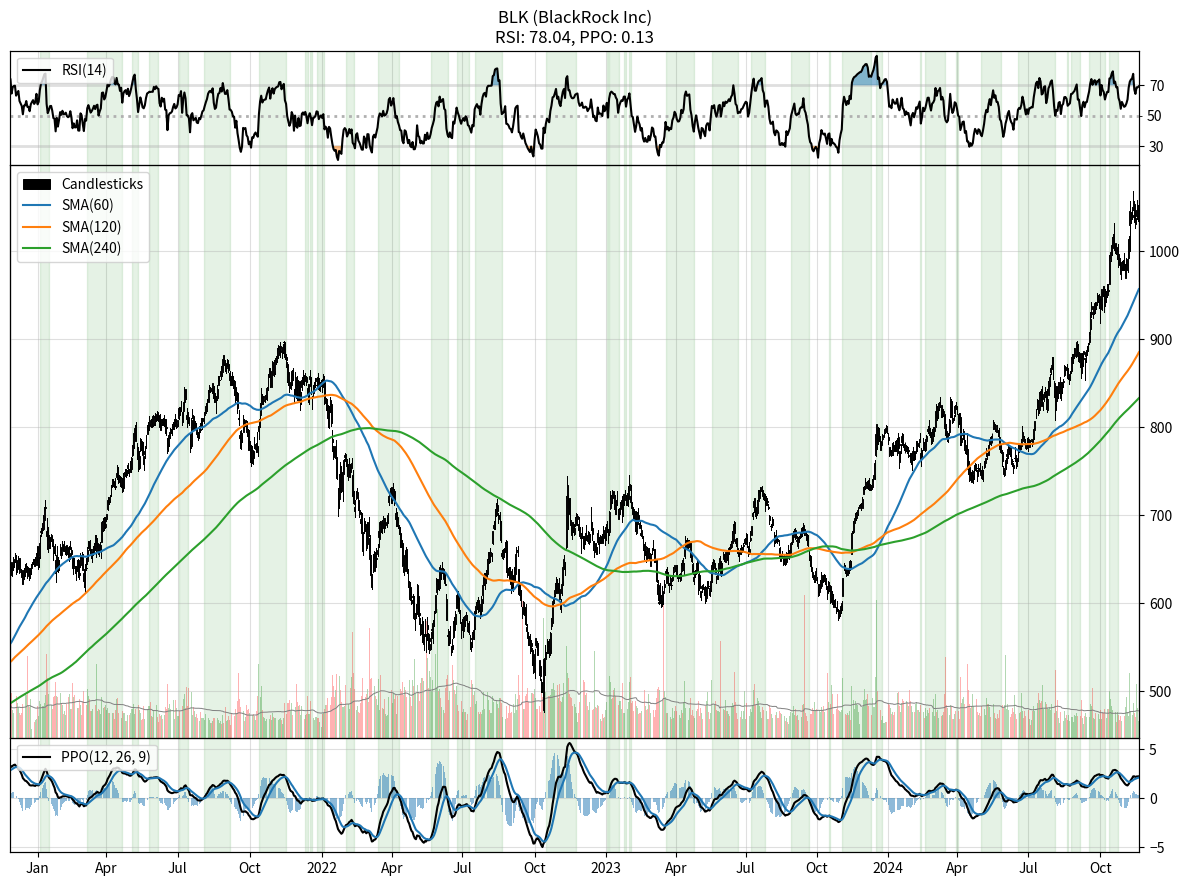 BLK (BlackRock Inc)
RSI: 78.04, PPO: 0.13
RSI(14)
70
50
30
Candlesticks
SMA(60)
SMA(120)
SMA(240)
1000
900
800
700
600
500
PPO(12, 26, 9)
5
0
−5
Jan Apr Jul Oct 2022 Apr Jul Oct 2023 Apr Jul Oct 2024 Apr Jul Oct